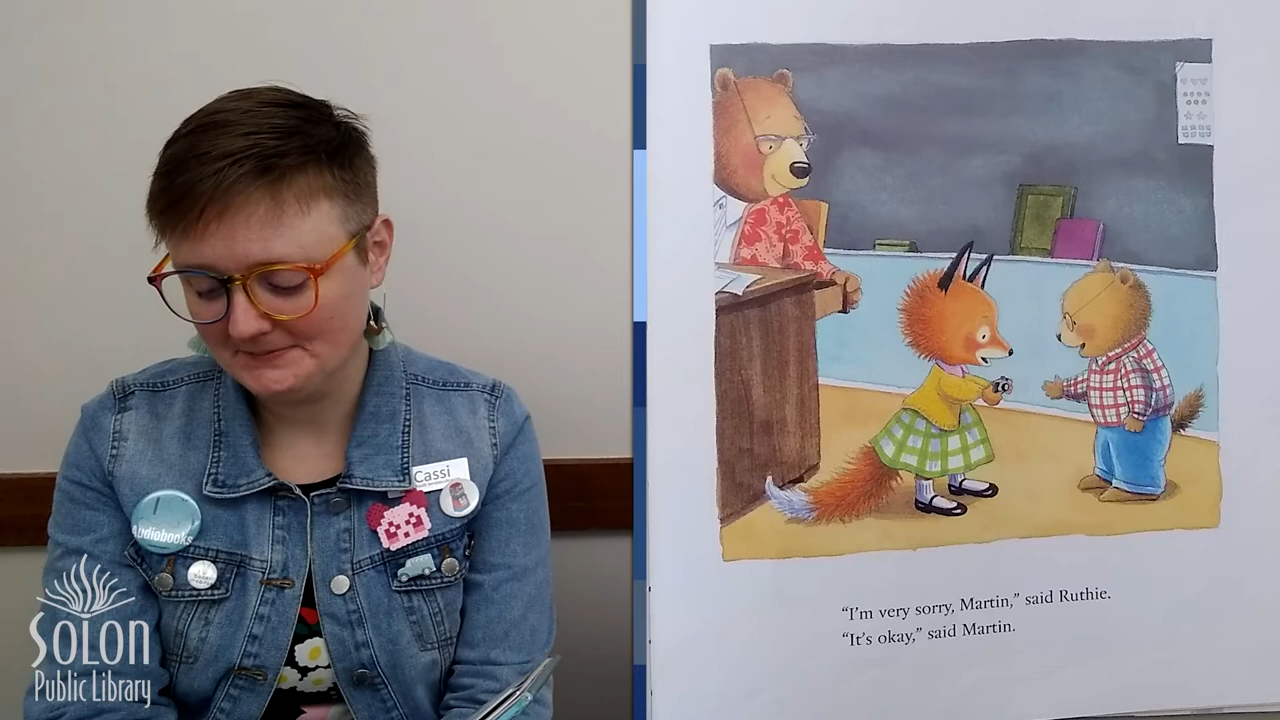 Cassi
Audiobooks
SOLON
Public Library
“I’m very sorry, Martin,” said Ruthie.
“It’s okay,” said Martin.